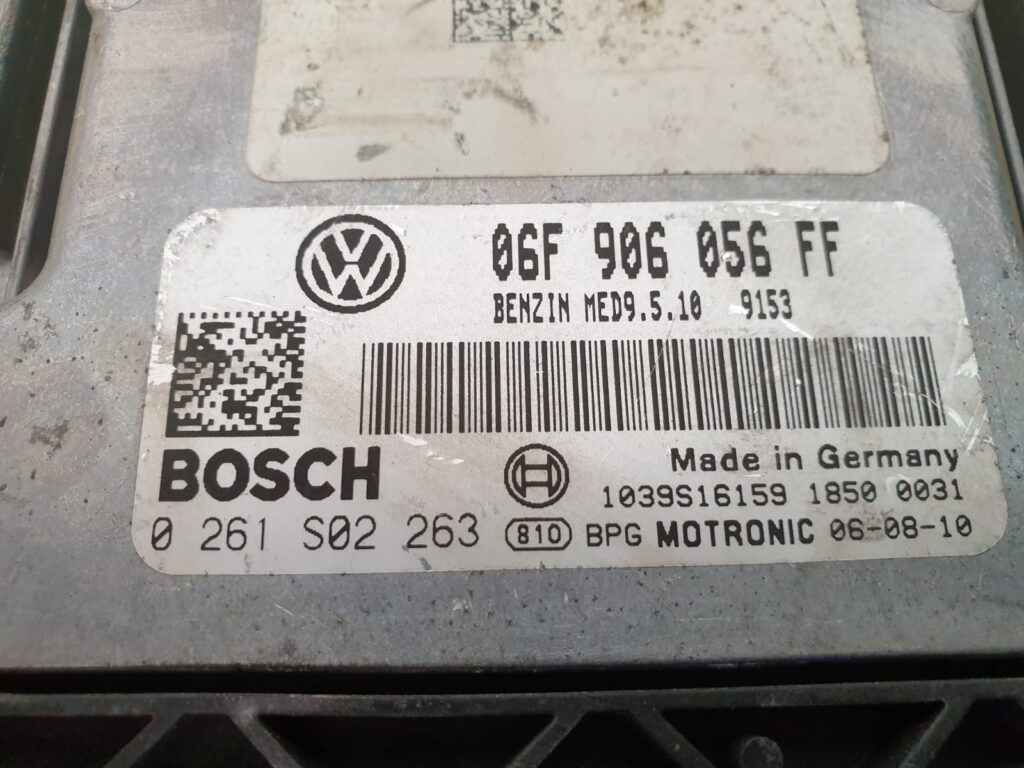 06F 906 056 FF
BENZIN MED9.5.10 9153
BOSCH
Made in Germany
1039S16159 1850 0031
0 261 S02 263 810 BPG MOTRONIC 06-08-10